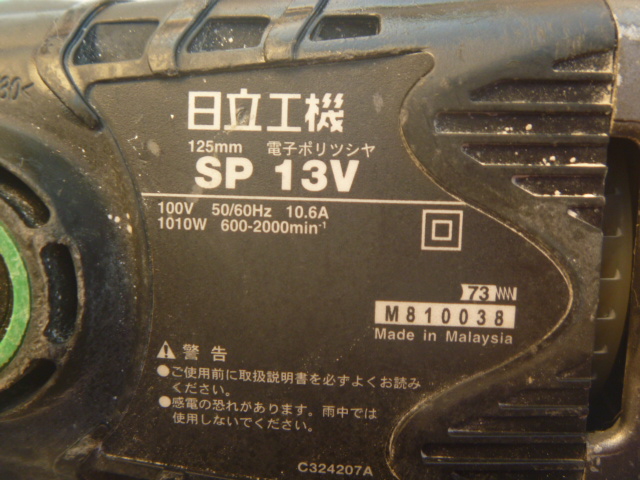 日立工機
125mm 電子ポリツシヤ
SP 13V
100V 50/60Hz 10.6A
1010W 600-2000min⁻¹
73
M810038
Made in Malaysia
警告
●ご使用前に取扱説明書を必ずよくお読み
ください。
●感電の恐れがあります。雨中では
使用しないでください。
C324207A